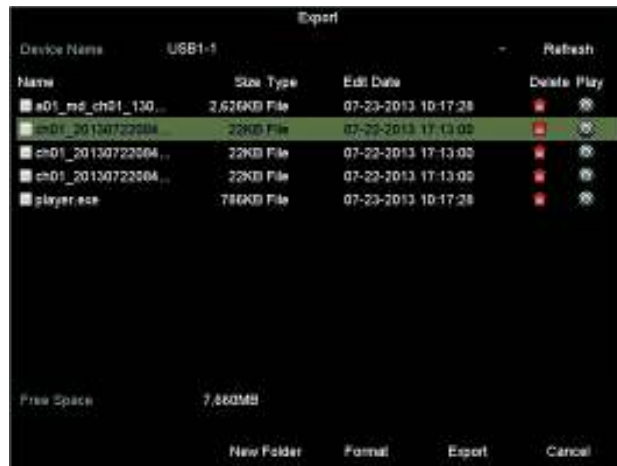 Export
Device Name USB1-1 Refresh
Name Size Type Edit Date Delete Play
a01_md_ch01_130... 2,626KB File 07-23-2013 10:17:28
ch01_20130722084... 22KB File 07-22-2013 17:13:00
ch01_20130722084... 22KB File 07-22-2013 17:13:00
ch01_20130722084... 22KB File 07-22-2013 17:13:00
player.exe 786KB File 07-23-2013 10:17:28
Free Space 7,660MB
New Folder Format Export Cancel